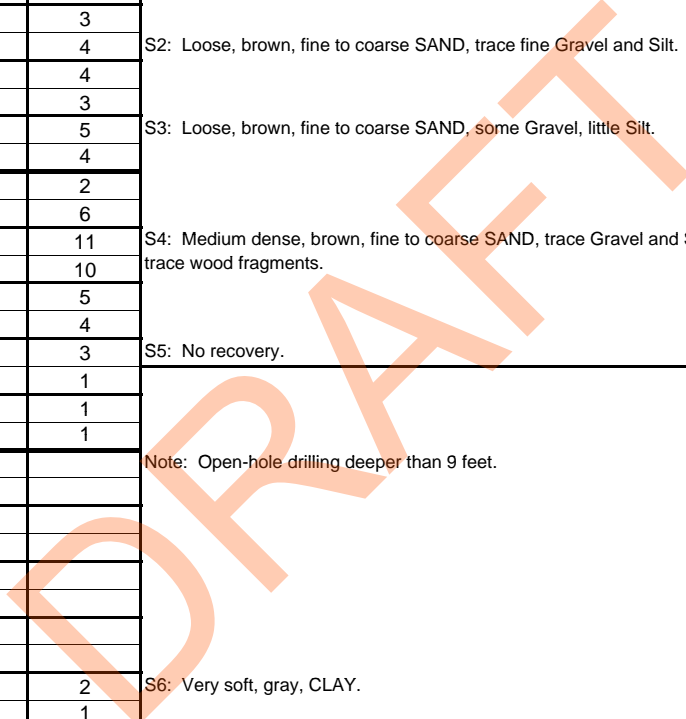 3
4 S2: Loose, brown, fine to coarse SAND, trace fine Gravel and Silt.
4
3
5 S3: Loose, brown, fine to coarse SAND, some Gravel, little Silt.
4
2
6
11 S4: Medium dense, brown, fine to coarse SAND, trace Gravel and
10 trace wood fragments.
5
4
3 S5: No recovery.
1
1
1
Note: Open-hole drilling deeper than 9 feet.
2 S6: Very soft, gray, CLAY.
1
DRAFT